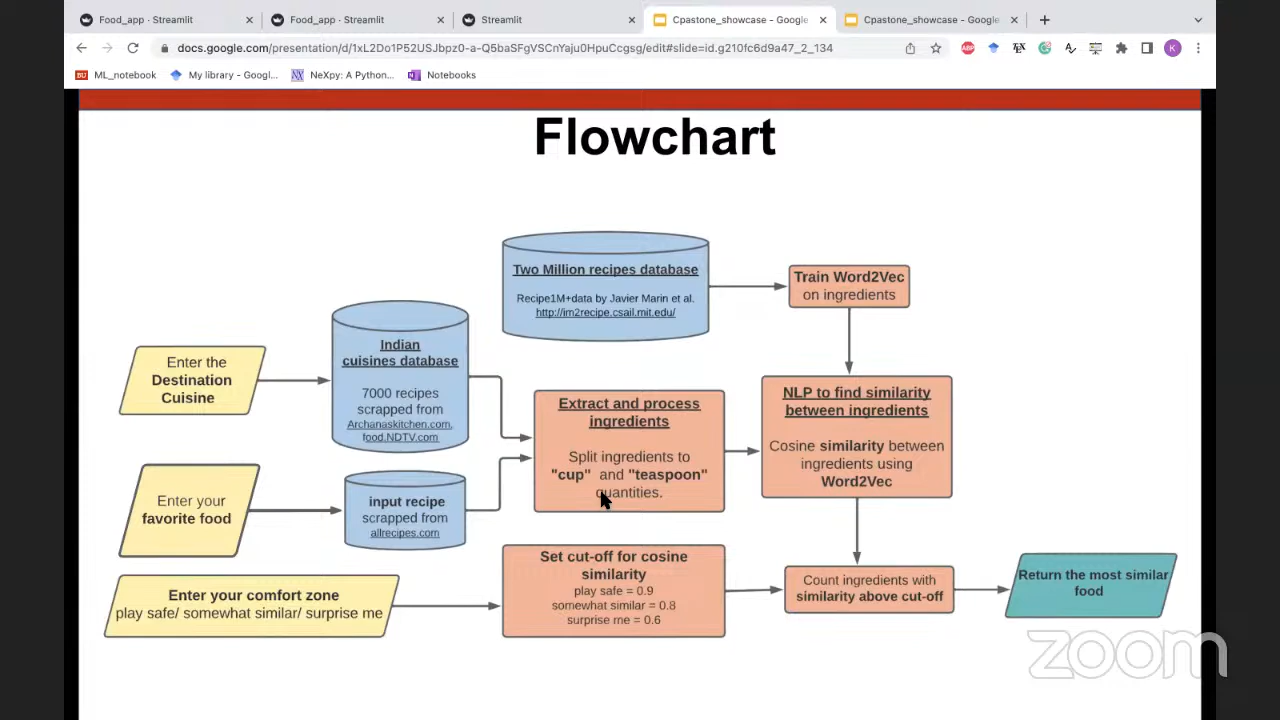 Food_app · Streamlit
Food_app · Streamlit
Streamlit
Cpastone_showcase - Google
Cpastone_showcase - Google
docs.google.com/presentation/d/1xL2Do1P52USJbpz0-a-Q5baSFgVSCnYaju0HpuCcgsg/edit#slide=id.g210fc6d9a47_2_134
ABP
K
BU ML_notebook
My library - Googl...
NeXpy: A Python...
Notebooks
Flowchart
Two Million recipes database
Recipe1M+data by Javier Marin et al.
http://im2recipe.csail.mit.edu/
Train Word2Vec
on ingredients
Enter the
Destination
Cuisine
Indian
cuisines database
7000 recipes
scrapped from
Archanaskitchen.com,
food.NDTV.com
Extract and process
ingredients
Split ingredients to
"cup" and "teaspoon"
quantities.
NLP to find similarity
between ingredients
Cosine similarity between
ingredients using
Word2Vec
Enter your
favorite food
input recipe
scrapped from
allrecipes.com
Enter your comfort zone
play safe/ somewhat similar/ surprise me
Set cut-off for cosine
similarity
play safe = 0.9
somewhat similar = 0.8
surprise me = 0.6
Count ingredients with
similarity above cut-off
Return the most similar
food
zoom